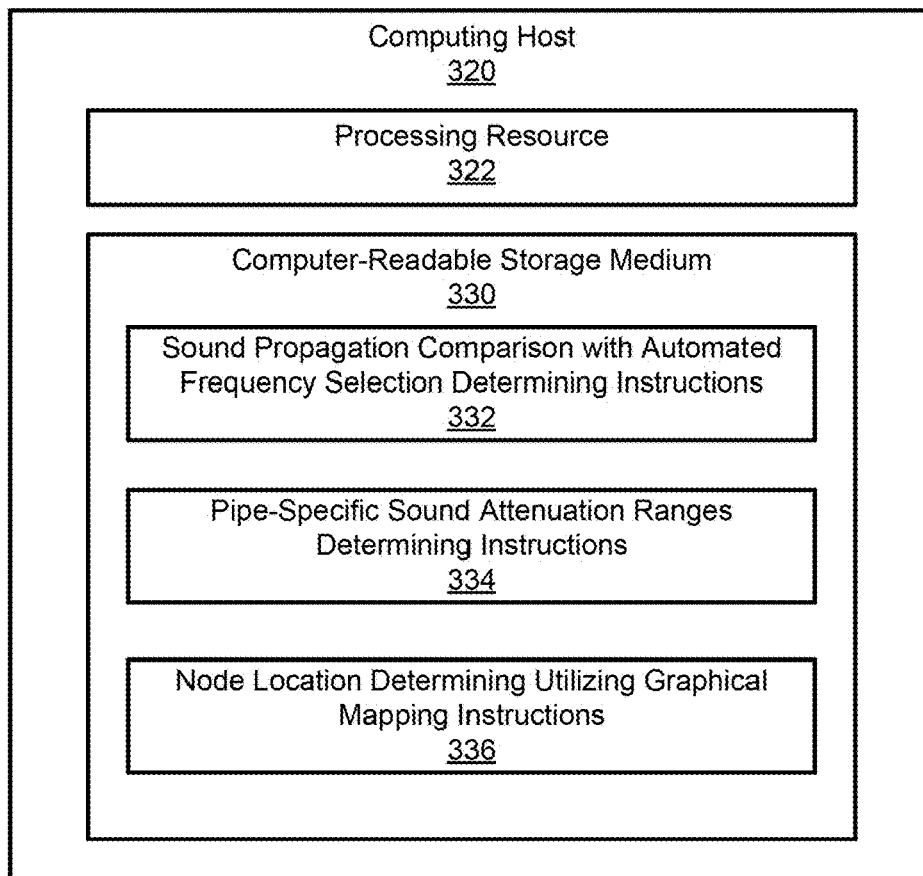 Computing Host
320
Processing Resource
322
Computer-Readable Storage Medium
330
Sound Propagation Comparison with Automated
Frequency Selection Determining Instructions
332
Pipe-Specific Sound Attenuation Ranges
Determining Instructions
334
Node Location Determining Utilizing Graphical
Mapping Instructions
336